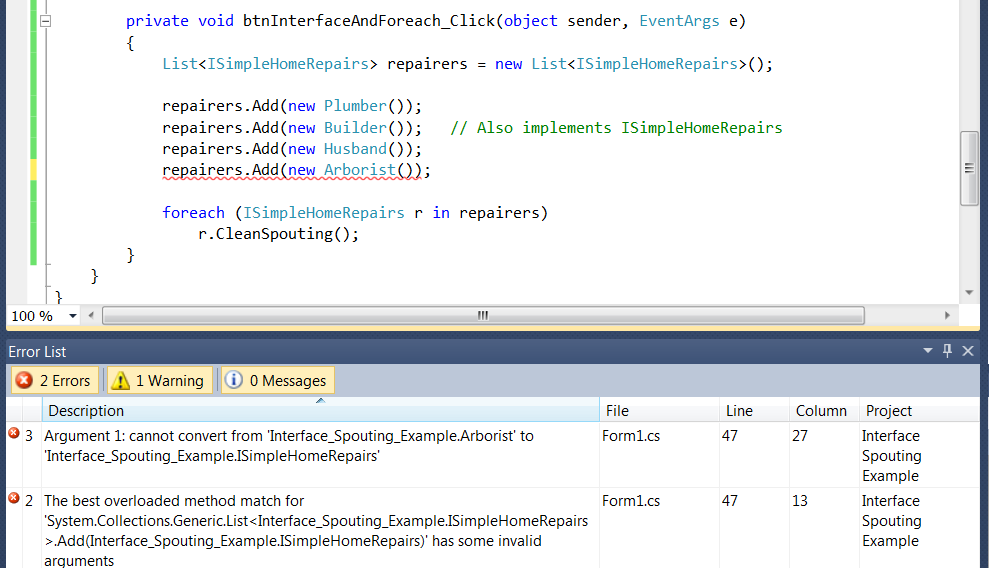 private void btnInterfaceAndForeach_Click(object sender, EventArgs e)
{
List<ISimpleHomeRepairs> repairers = new List<ISimpleHomeRepairs>();
repairers.Add(new Plumber());
repairers.Add(new Builder());   // Also implements ISimpleHomeRepairs
repairers.Add(new Husband());
repairers.Add(new Arborist());
foreach (ISimpleHomeRepairs r in repairers)
r.CleanSpouting();
}
}
}
100 %
Error List
2 Errors 1 Warning 0 Messages
Description File Line Column Project
3 Argument 1: cannot convert from 'Interface_Spouting_Example.Arborist' to Form1.cs 47 27 Interface
'Interface_Spouting_Example.ISimpleHomeRepairs' Spouting
Example
2 The best overloaded method match for Form1.cs 47 13 Interface
'System.Collections.Generic.List<Interface_Spouting_Example.ISimpleHomeRepairs Spouting
>.Add(Interface_Spouting_Example.ISimpleHomeRepairs)' has some invalid Example
arguments